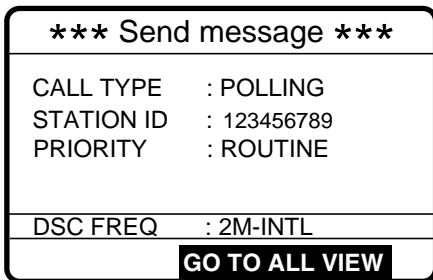 *** Send message ***
CALL TYPE : POLLING
STATION ID : 123456789
PRIORITY : ROUTINE
DSC FREQ : 2M-INTL
GO TO ALL VIEW